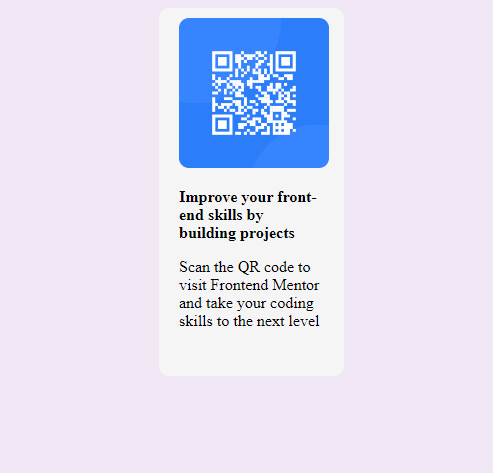 Improve your front-
end skills by
building projects
Scan the QR code to
visit Frontend Mentor
and take your coding
skills to the next level